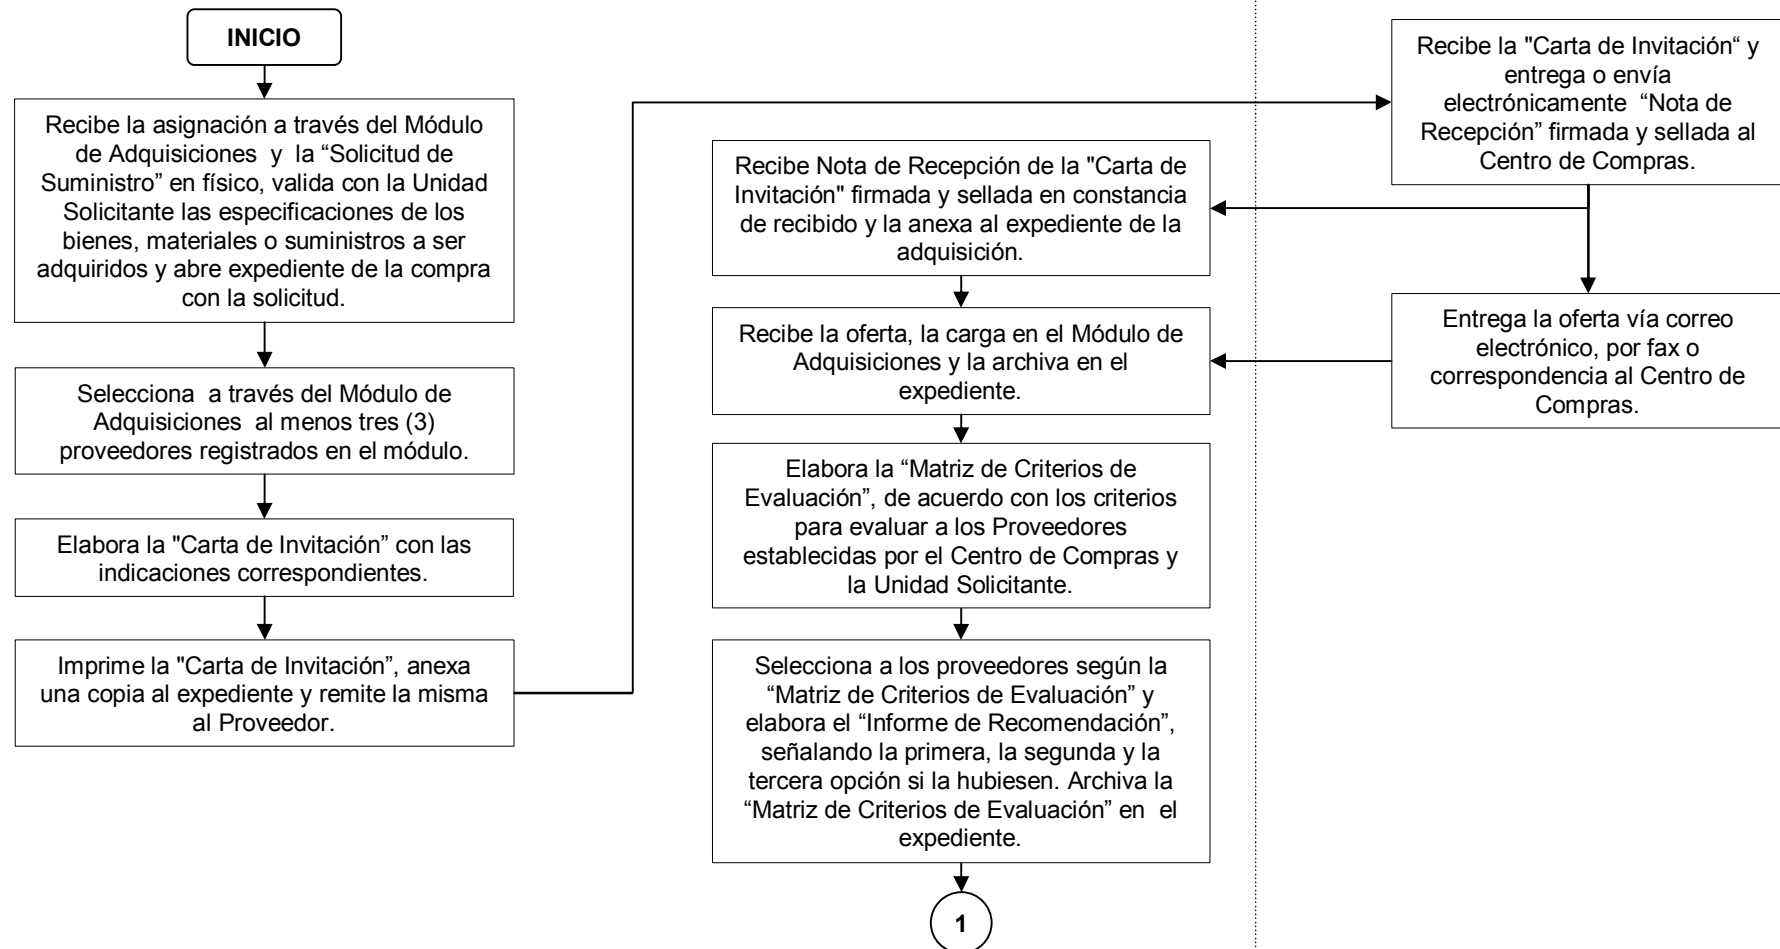 INICIO
Recibe la asignación a través del Módulo
de Adquisiciones y la “Solicitud de
Suministro” en físico, valida con la Unidad
Solicitante las especificaciones de los
bienes, materiales o suministros a ser
adquiridos y abre expediente de la compra
con la solicitud.
Selecciona a través del Módulo de
Adquisiciones al menos tres (3)
proveedores registrados en el módulo.
Elabora la "Carta de Invitación” con las
indicaciones correspondientes.
Imprime la "Carta de Invitación”, anexa
una copia al expediente y remite la misma
al Proveedor.
Recibe la "Carta de Invitación“ y
entrega o envía
electrónicamente “Nota de
Recepción” firmada y sellada al
Centro de Compras.
Recibe Nota de Recepción de la "Carta de
Invitación" firmada y sellada en constancia
de recibido y la anexa al expediente de la
adquisición.
Entrega la oferta vía correo
electrónico, por fax o
correspondencia al Centro de
Compras.
Recibe la oferta, la carga en el Módulo de
Adquisiciones y la archiva en el
expediente.
Elabora la “Matriz de Criterios de
Evaluación”, de acuerdo con los criterios
para evaluar a los Proveedores
establecidas por el Centro de Compras y
la Unidad Solicitante.
Selecciona a los proveedores según la
“Matriz de Criterios de Evaluación” y
elabora el “Informe de Recomendación”,
señalando la primera, la segunda y la
tercera opción si la hubiesen. Archiva la
“Matriz de Criterios de Evaluación” en el
expediente.
1